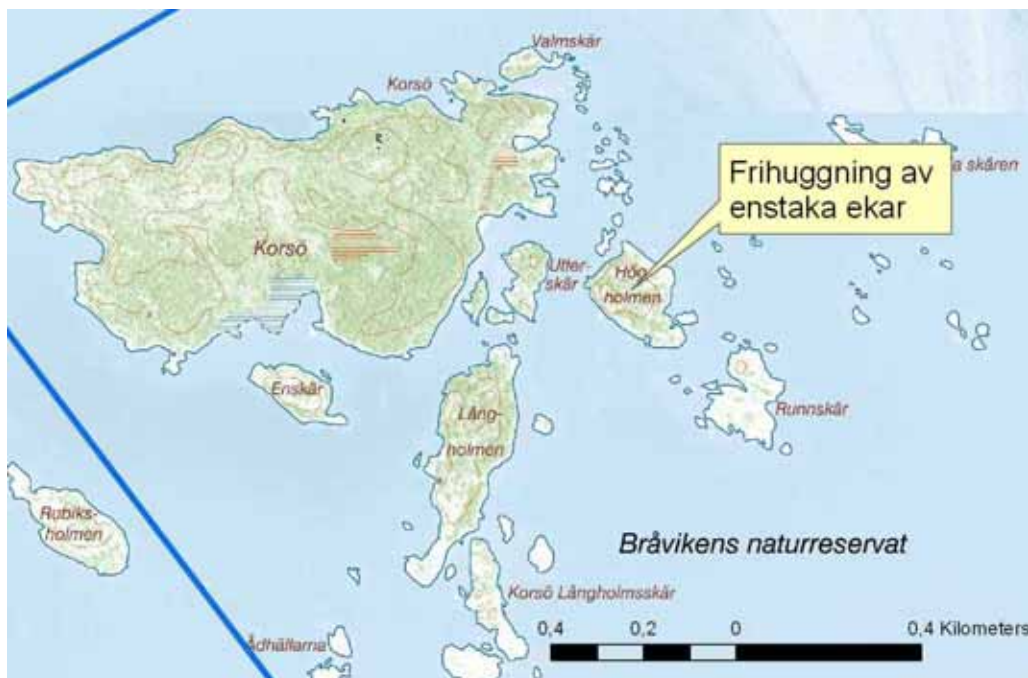 Valmskär
Korsö
a skären
Frihuggning av
enstaka ekar
Korsö
Utter-
skär
Hög
holmen
Enskär
Runnskär
Lång-
holmen
Rubiks-
holmen
Bråvikens naturreservat
Korsö Långholmsskär
Ådhällarna
0,4 0,2 0 0,4 Kilometers